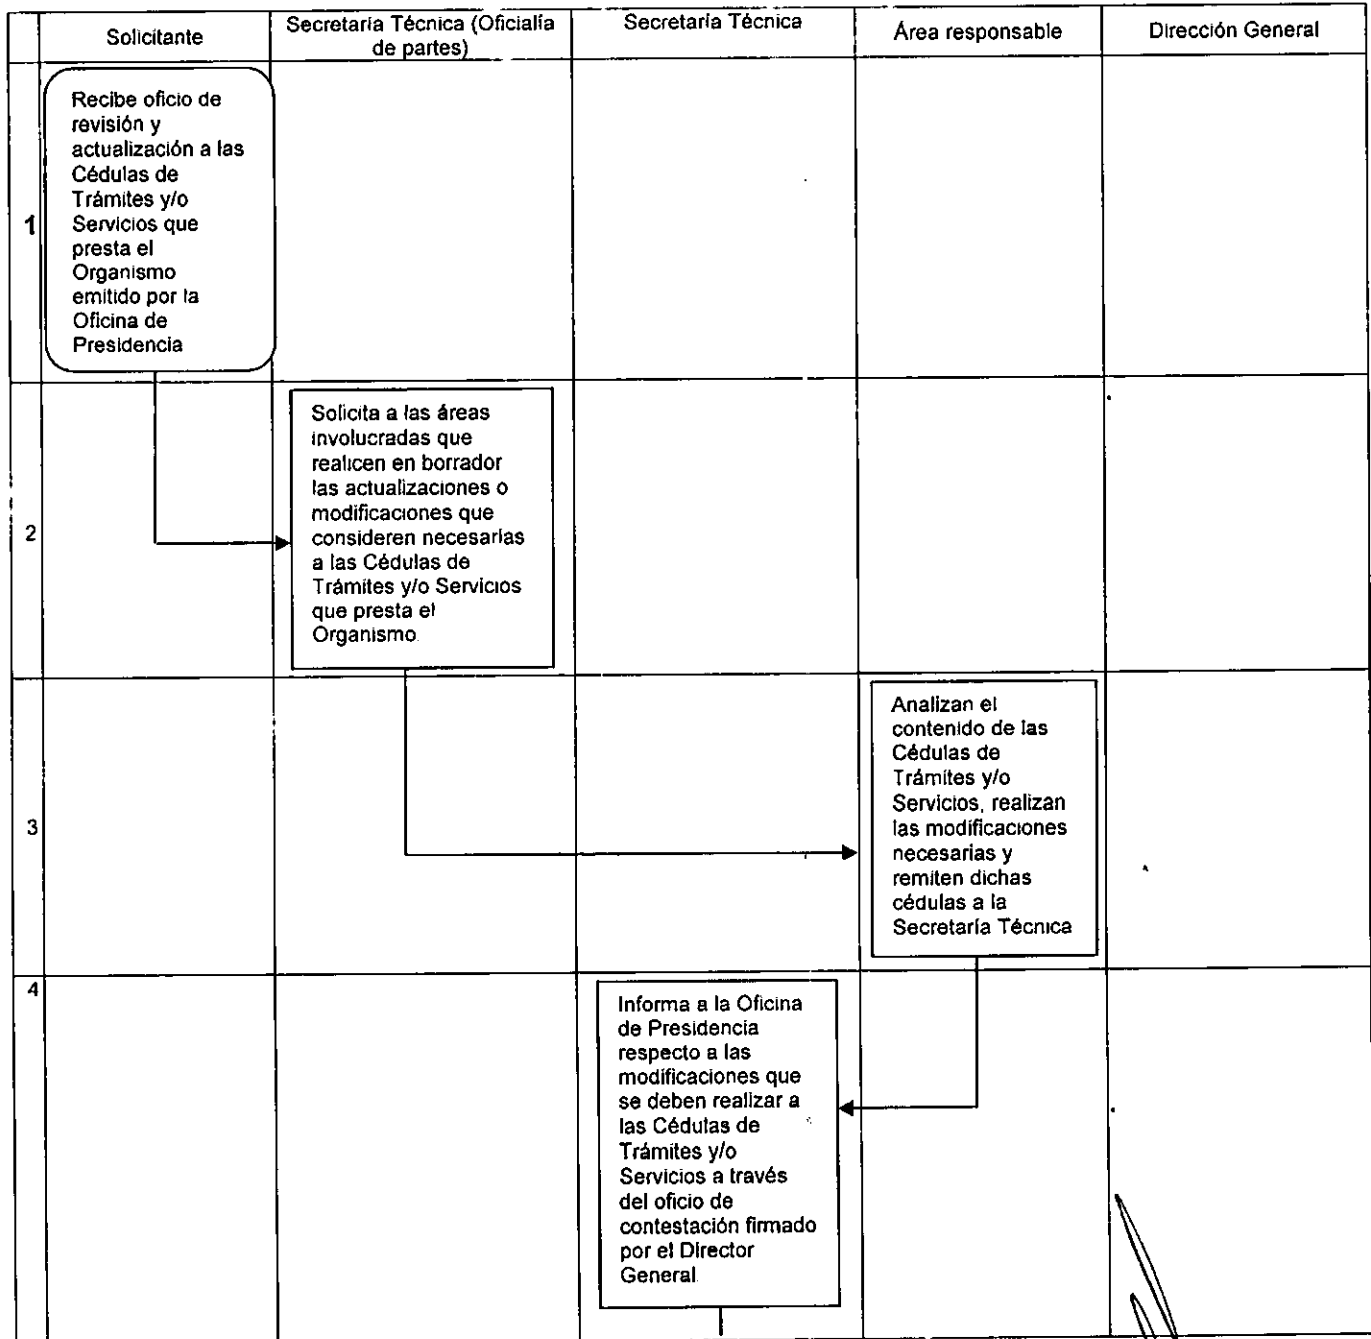 Solicitante
Secretaría Técnica (Oficialía
de partes)
Secretaría Técnica
Área responsable
Dirección General
1
Recibe oficio de
revisión y
actualización a las
Cédulas de
Trámites y/o
Servicios que
presta el
Organismo
emitido por la
Oficina de
Presidencia
2
Solicita a las áreas
involucradas que
realicen en borrador
las actualizaciones o
modificaciones que
consideren necesarias
a las Cédulas de
Trámites y/o Servicios
que presta el
Organismo
3
Analizan el
contenido de las
Cédulas de
Trámites y/o
Servicios, realizan
las modificaciones
necesarias y
remiten dichas
cédulas a la
Secretaría Técnica
4
Informa a la Oficina
de Presidencia
respecto a las
modificaciones que
se deben realizar a
las Cédulas de
Trámites y/o
Servicios a través
del oficio de
contestación firmado
por el Director
General